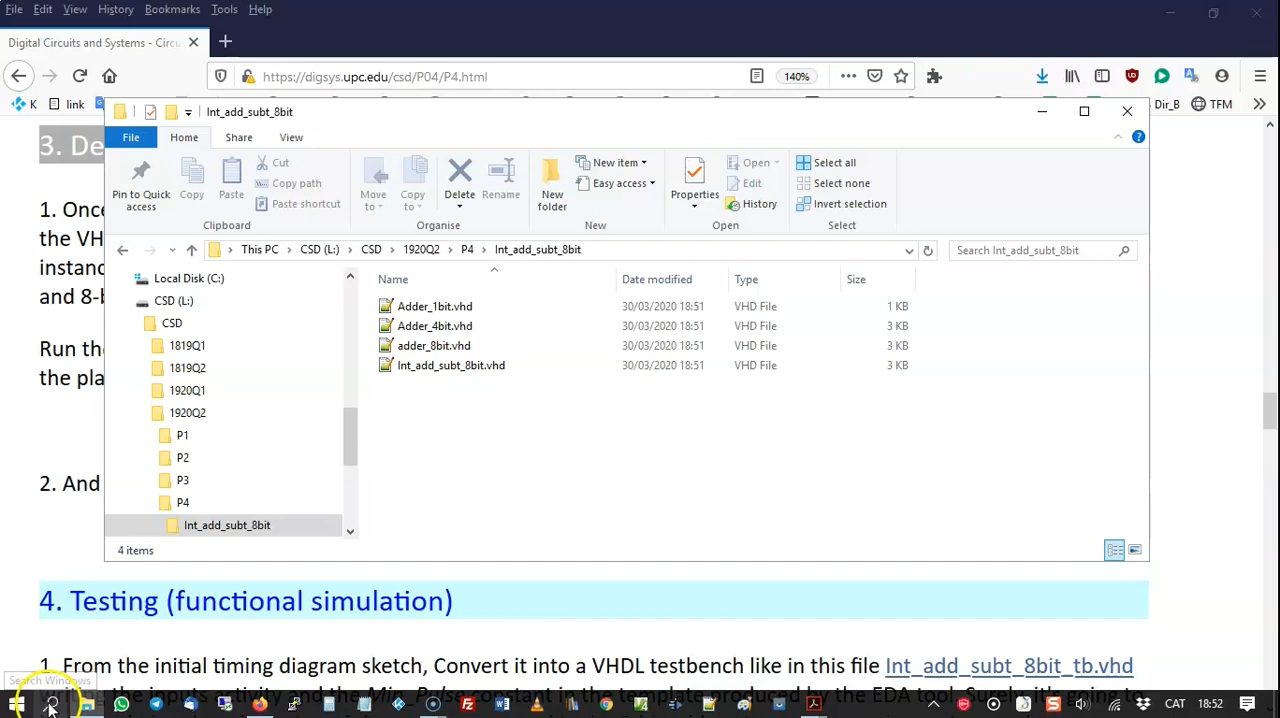 File Edit View History Bookmarks Tools Help
Digital Circuits and Systems - Circu
https://digsys.upc.edu/csd/P04/P4.html
140%
K link Dir_B TFM
Int_add_subt_8bit
File Home Share View
Pin to Quick access
Copy
Paste
Cut
Copy path
Paste shortcut
Clipboard
Move to
Copy to
Delete
Rename
Organise
New folder
New item
Easy access
New
Properties
Open
Edit
History
Open
Select all
Select none
Invert selection
Select
This PC > CSD (L:) > CSD > 1920Q2 > P4 > Int_add_subt_8bit
Search Int_add_subt_8bit
Local Disk (C:)
CSD (L:)
CSD
1819Q1
1819Q2
1920Q1
1920Q2
P1
P2
P3
P4
Int_add_subt_8bit
Name Date modified Type Size
Adder_1bit.vhd 30/03/2020 18:51 VHD File 1 KB
Adder_4bit.vhd 30/03/2020 18:51 VHD File 3 KB
adder_8bit.vhd 30/03/2020 18:51 VHD File 3 KB
Int_add_subt_8bit.vhd 30/03/2020 18:51 VHD File 3 KB
4 items
3. De
1. Once
the VH
instanc
and 8-b
Run the
the pla
2. And
4. Testing (functional simulation)
1. From the initial timing diagram sketch, Convert it into a VHDL testbench like in this file Int_add_subt_8bit_tb.vhd
Search Windows
CAT 18:52